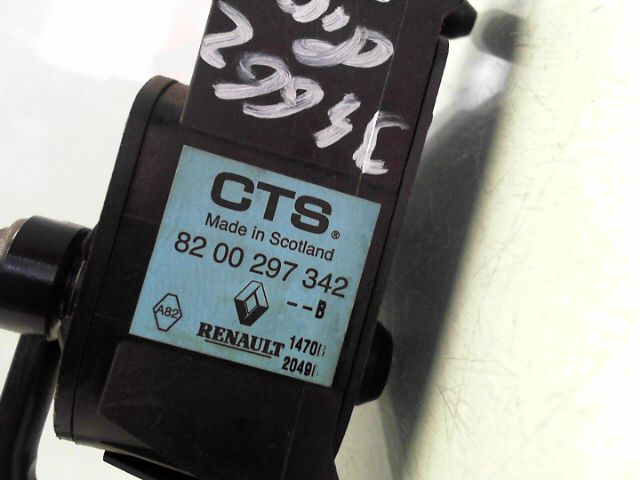 CTS®
Made in Scotland
82 00 297 342
--B
A82
RENAULT
1470
2049